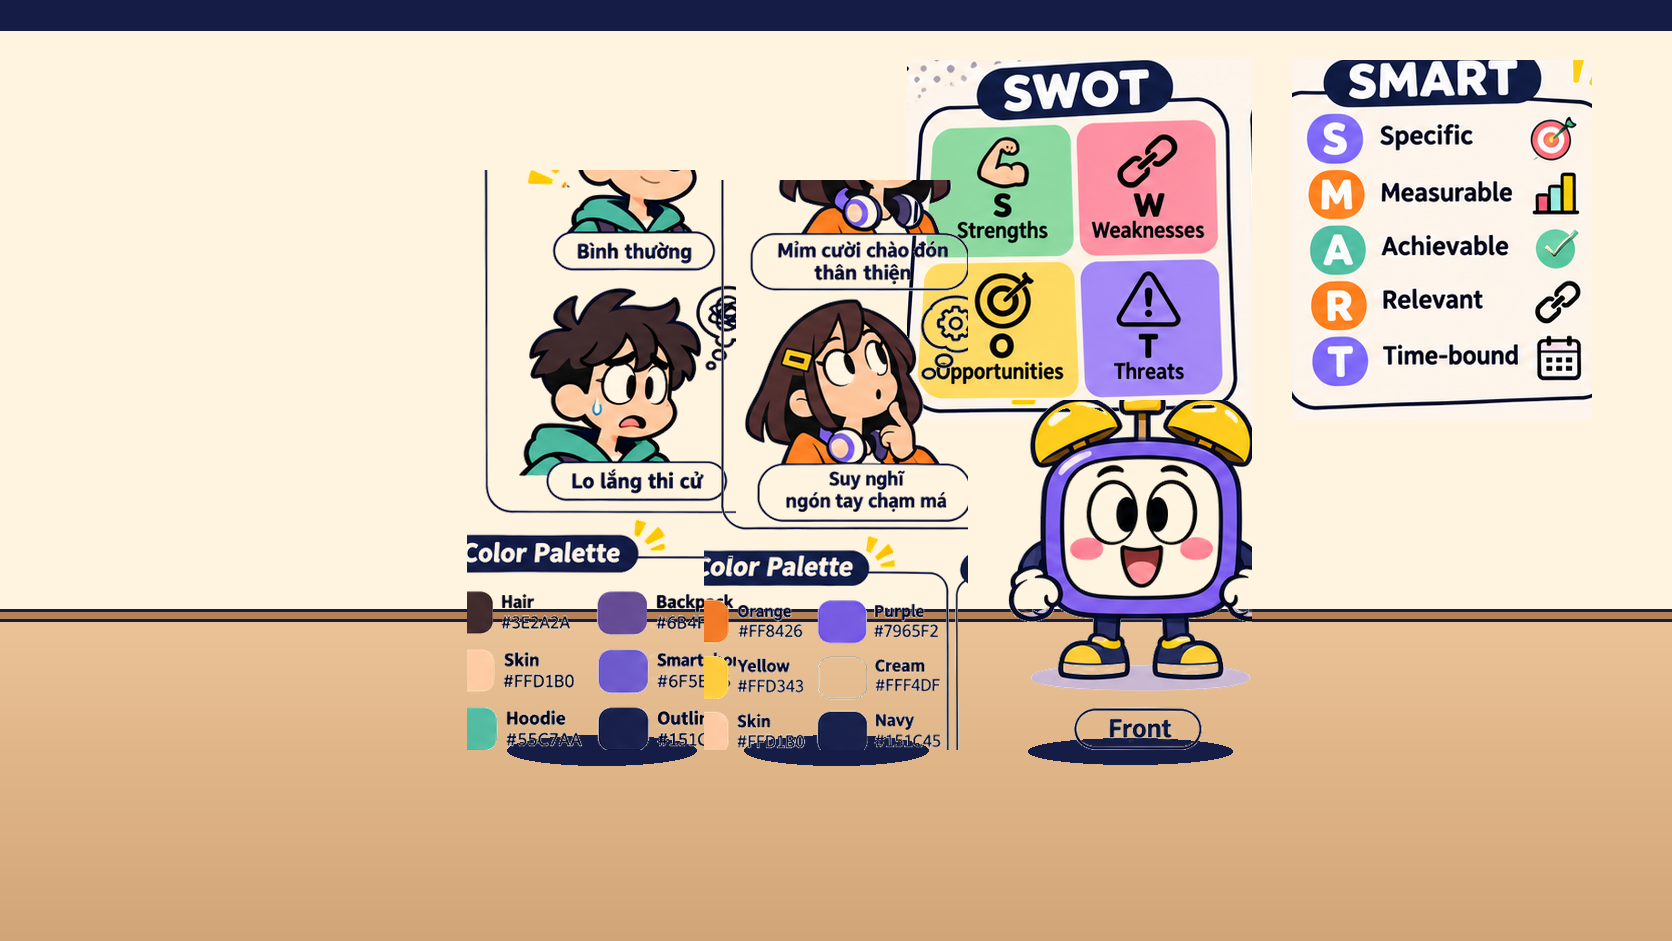 SWOT
S
Strengths
W
Weaknesses
O
Opportunities
T
Threats
SMART
S Specific
M Measurable
A Achievable
R Relevant
T Time-bound
Bình thường
Lo lắng thi cử
Mỉm cười chào đón
thân thiện
Suy nghĩ
ngón tay chạm má
Color Palette
Hair
#3E2A2A
Skin
#FFD1B0
Hoodie
#55C7AA
Color Palette
Orange
#FF8426
Purple
#7965F2
Yellow
#FFD343
Cream
#FFF4DF
Skin
#FFD1B0
Navy
#151C45
Front